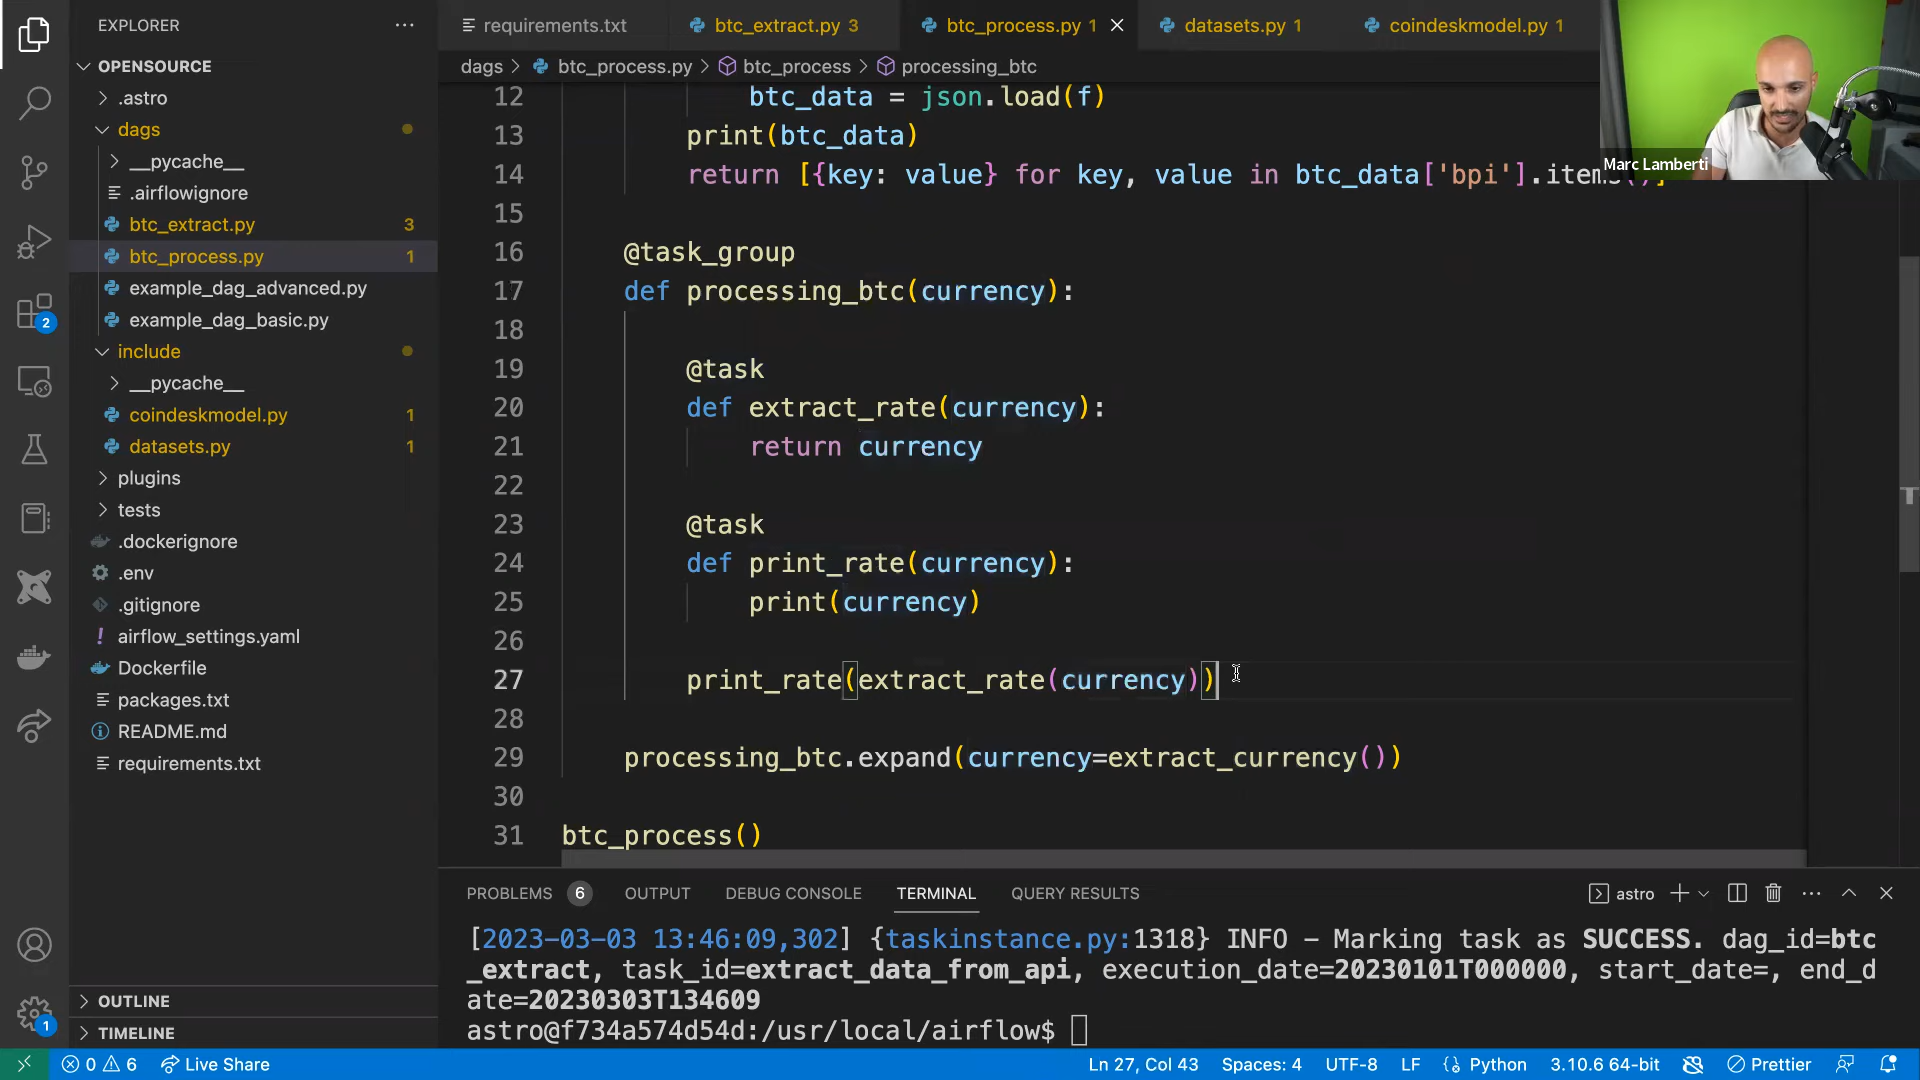 EXPLORER
OPENSOURCE
.astro
dags
__pycache__
.airflowignore
btc_extract.py 3
btc_process.py 1
example_dag_advanced.py
example_dag_basic.py
include
__pycache__
coindeskmodel.py 1
datasets.py 1
plugins
tests
.dockerignore
.env
.gitignore
airflow_settings.yaml
Dockerfile
packages.txt
README.md
requirements.txt
OUTLINE
TIMELINE
2
1
requirements.txt btc_extract.py 3 btc_process.py 1 datasets.py 1 coindeskmodel.py 1
dags > btc_process.py > btc_process > processing_btc
Marc Lamberti
12 btc_data = json.load(f)
13 print(btc_data)
14 return [{key: value} for key, value in btc_data['bpi'].items()]
15
16 @task_group
17 def processing_btc(currency):
18
19 @task
20 def extract_rate(currency):
21 return currency
22
23 @task
24 def print_rate(currency):
25 print(currency)
26
27 print_rate(extract_rate(currency))
28
29 processing_btc.expand(currency=extract_currency())
30
31 btc_process()
PROBLEMS 6 OUTPUT DEBUG CONSOLE TERMINAL QUERY RESULTS astro
[2023-03-03 13:46:09,302] {taskinstance.py:1318} INFO - Marking task as SUCCESS. dag_id=btc
_extract, task_id=extract_data_from_api, execution_date=20230101T000000, start_date=, end_d
ate=20230303T134609
astro@f734a574d54d:/usr/local/airflow$
0 6 Live Share Ln 27, Col 43 Spaces: 4 UTF-8 LF Python 3.10.6 64-bit Prettier